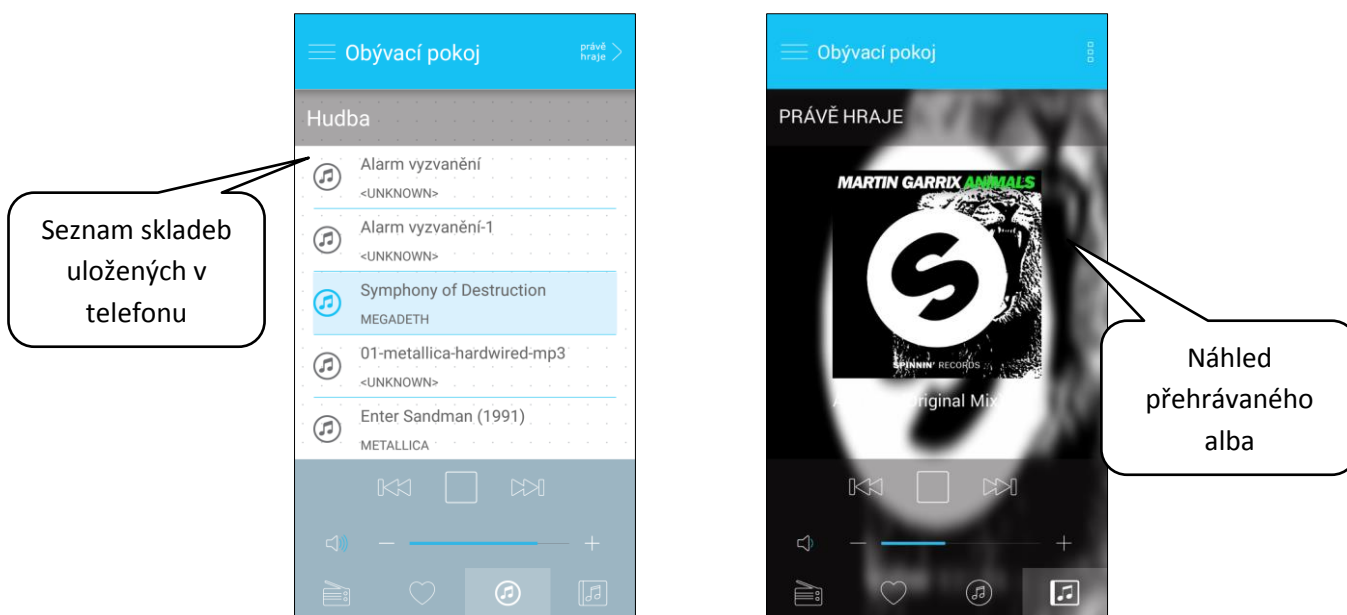 Obývací pokoj
právě
hraje
Hudba
Alarm vyzvanění
<UNKNOWN>
Alarm vyzvanění-1
<UNKNOWN>
Symphony of Destruction
MEGADETH
01-metallica-hardwired-mp3
<UNKNOWN>
Enter Sandman (1991)
METALLICA
Seznam skladeb
uložených v
telefonu
Obývací pokoj
PRÁVĚ HRAJE
MARTIN GARRIX ANIMALS
S
SPINNIN' RECORDS
Original Mix
Náhled
přehrávaného
alba